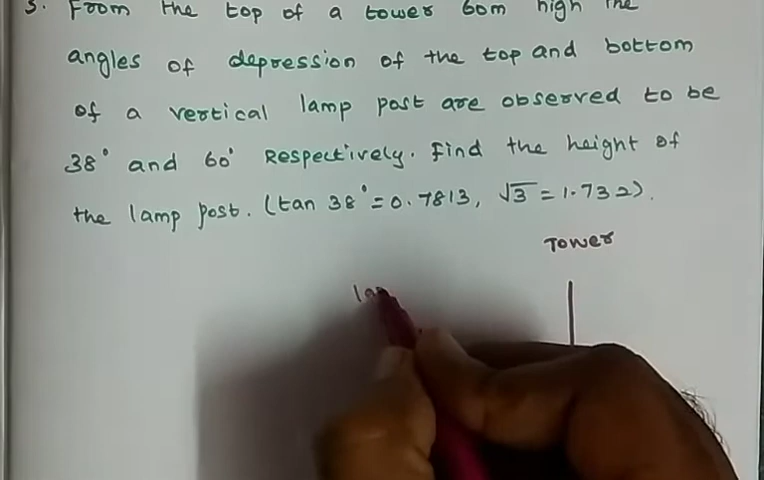 3. From the top of a tower 60m high the
angles of depression of the top and bottom
of a vertical lamp post are observed to be
38° and 60° Respectively. Find the height of
the lamp post. (tan 38° = 0.7813, √3 = 1.732).
Tower
la